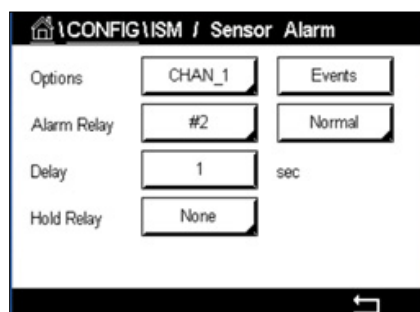 \CONFIG\ISM / Sensor Alarm
Options CHAN_1 Events
Alarm Relay #2 Normal
Delay 1 sec
Hold Relay None